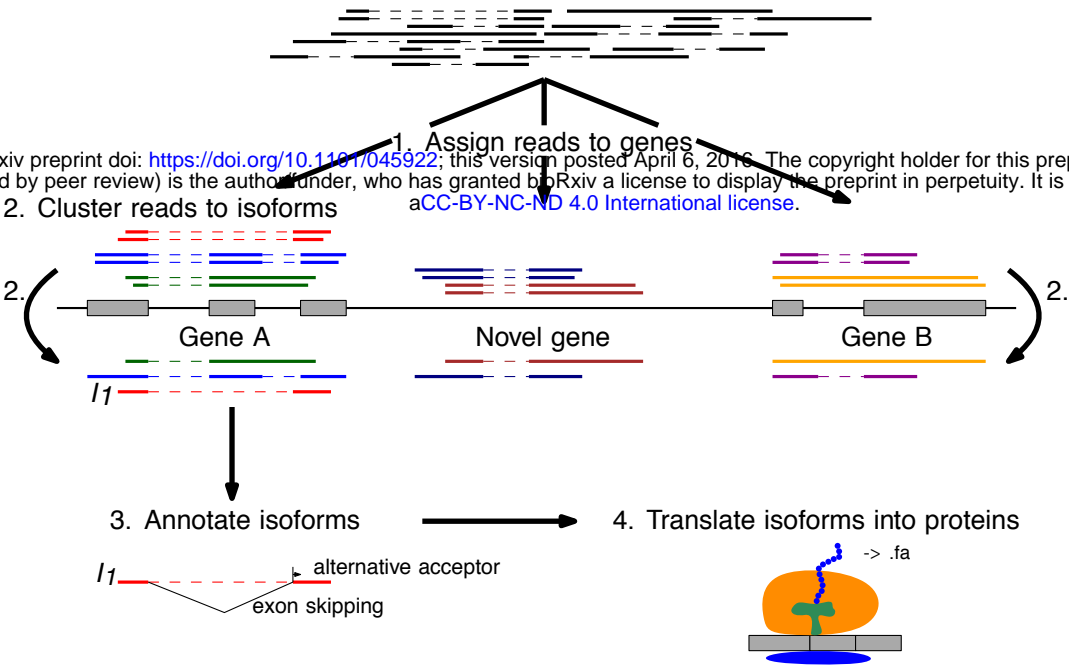 1. Assign reads to genes
xiv preprint doi: https://doi.org/10.1101/045922; this version posted April 6, 2016. The copyright holder for this prep
d by peer review) is the author/funder, who has granted bioRxiv a license to display the preprint in perpetuity. It is
aCC-BY-NC-ND 4.0 International license.
2. Cluster reads to isoforms
2.
2.
Gene A
Novel gene
Gene B
I1
3. Annotate isoforms
4. Translate isoforms into proteins
-> .fa
I1
alternative acceptor
exon skipping